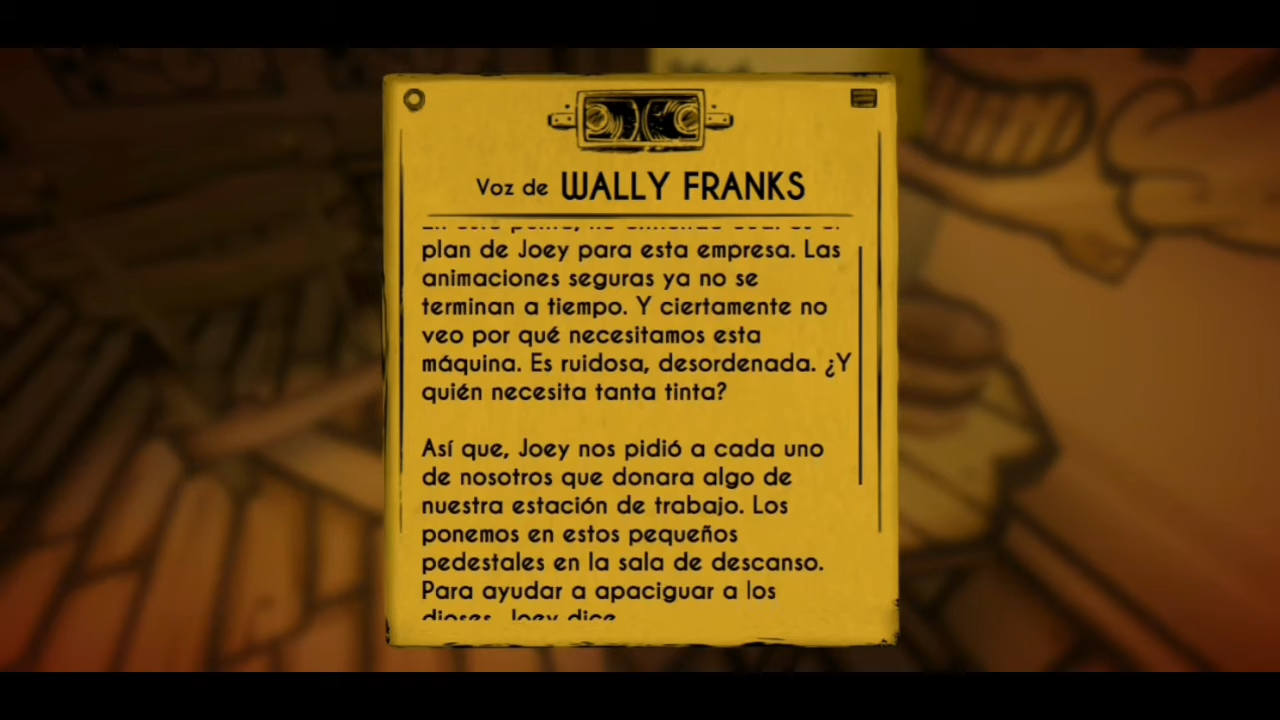 Voz de WALLY FRANKS
plan de Joey para esta empresa. Las
animaciones seguras ya no se
terminan a tiempo. Y ciertamente no
veo por qué necesitamos esta
máquina. Es ruidosa, desordenada. ¿Y
quién necesita tanta tinta?
Así que, Joey nos pidió a cada uno
de nosotros que donara algo de
nuestra estación de trabajo. Los
ponemos en estos pequeños
pedestales en la sala de descanso.
Para ayudar a apaciguar a los
dioses, Joey dice